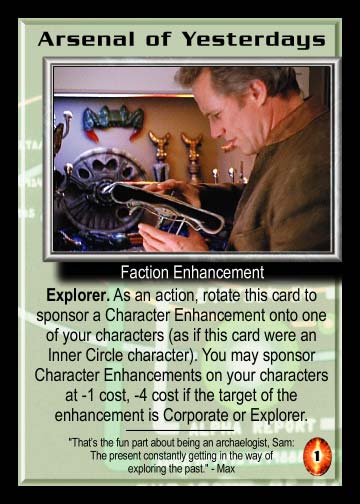 Arsenal of Yesterdays
Faction Enhancement
Explorer. As an action, rotate this card to
sponsor a Character Enhancement onto one
of your characters (as if this card were an
Inner Circle character). You may sponsor
Character Enhancements on your characters
at -1 cost, -4 cost if the target of the
enhancement is Corporate or Explorer.
"That's the fun part about being an archaelogist, Sam:
The present constantly getting in the way of
exploring the past." - Max
1
ALPHA REPORT